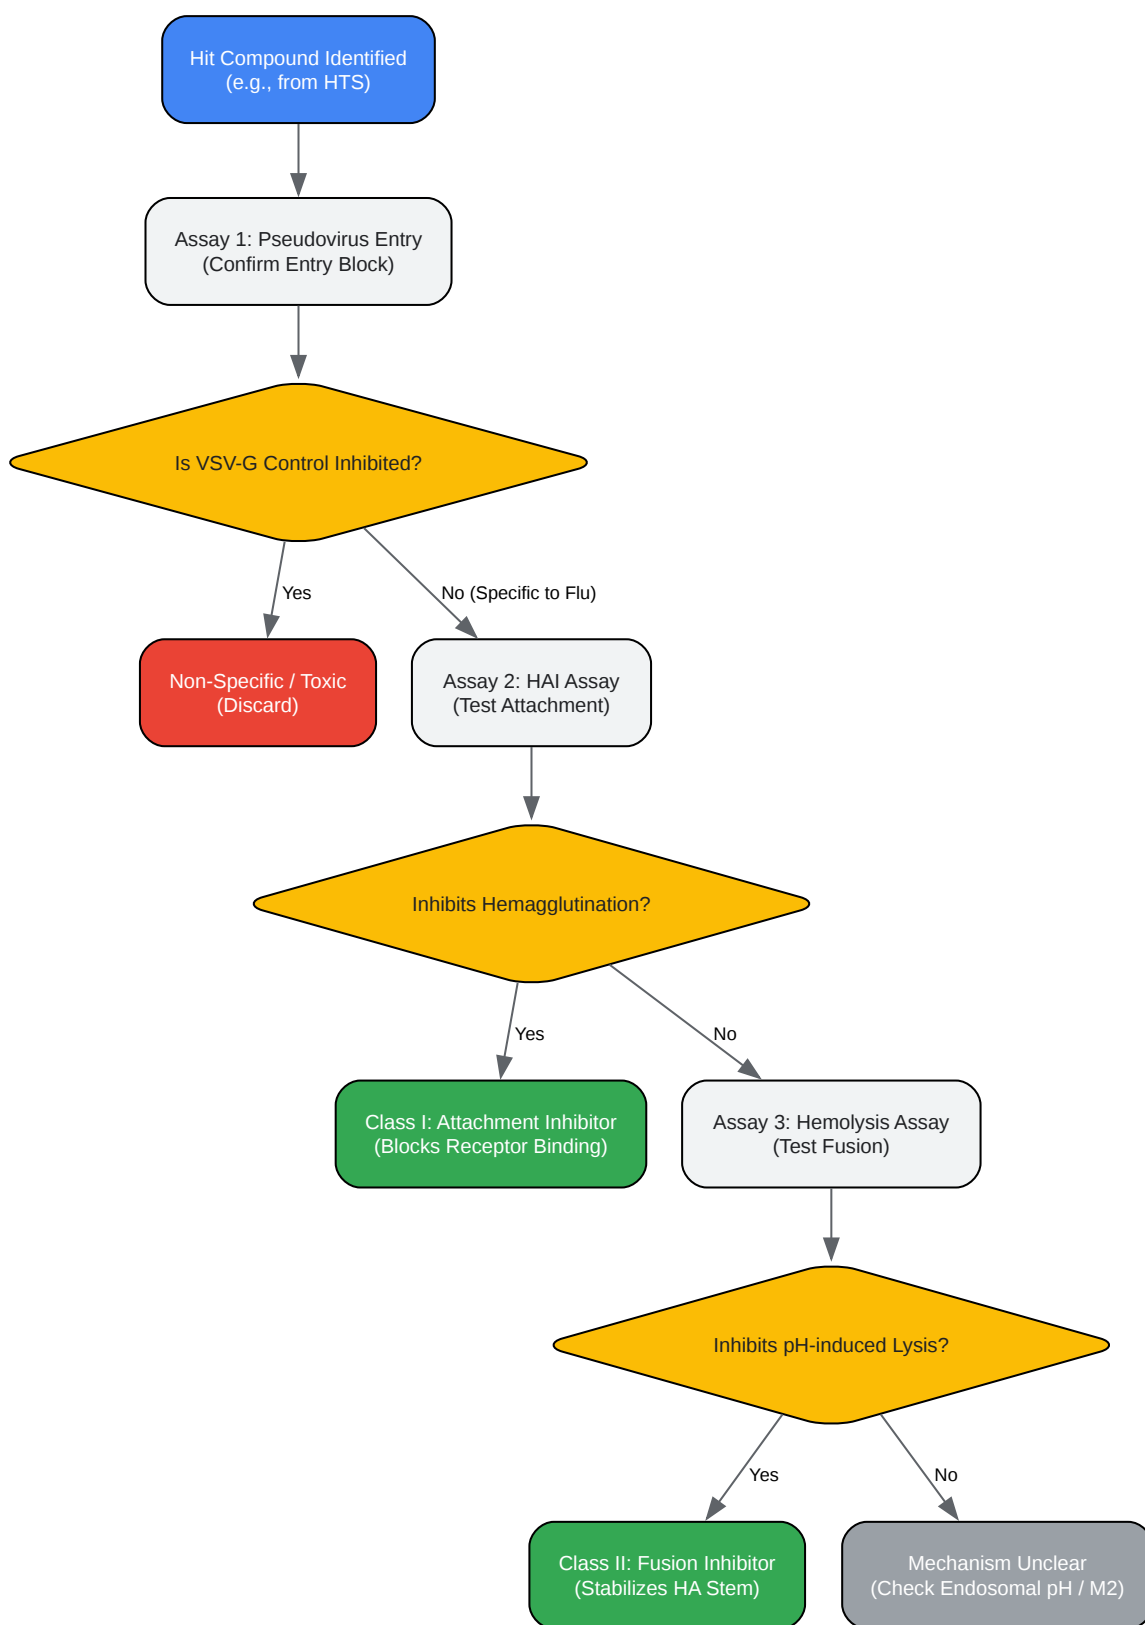 Hit Compound Identified
(e.g., from HTS)
Assay 1: Pseudovirus Entry
(Confirm Entry Block)
Is VSV-G Control Inhibited?
Yes
No (Specific to Flu)
Non-Specific / Toxic
(Discard)
Assay 2: HAI Assay
(Test Attachment)
Inhibits Hemagglutination?
Yes
No
Class I: Attachment Inhibitor
(Blocks Receptor Binding)
Assay 3: Hemolysis Assay
(Test Fusion)
Inhibits pH-induced Lysis?
Yes
No
Class II: Fusion Inhibitor
(Stabilizes HA Stem)
Mechanism Unclear
(Check Endosomal pH / M2)